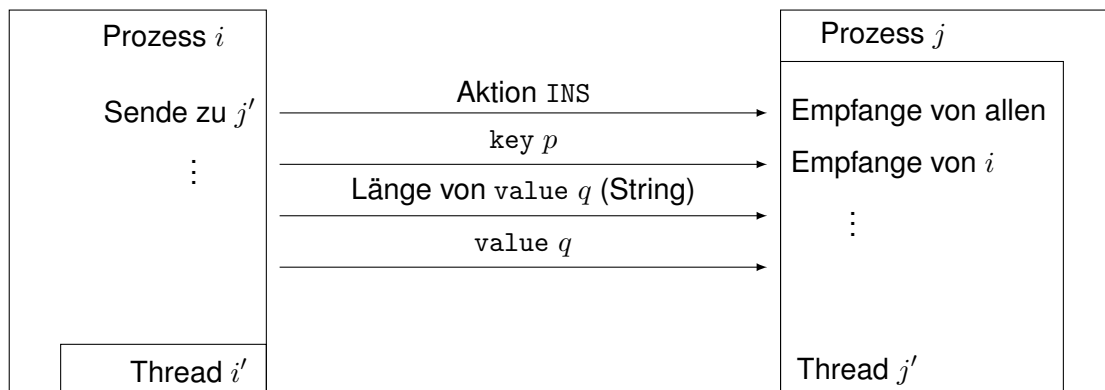 Prozess i
Prozess j
Sende zu j′
Aktion INS
Empfange von allen
key p
Empfange von i
⋮
Länge von value q (String)
⋮
value q
Thread i′
Thread j′